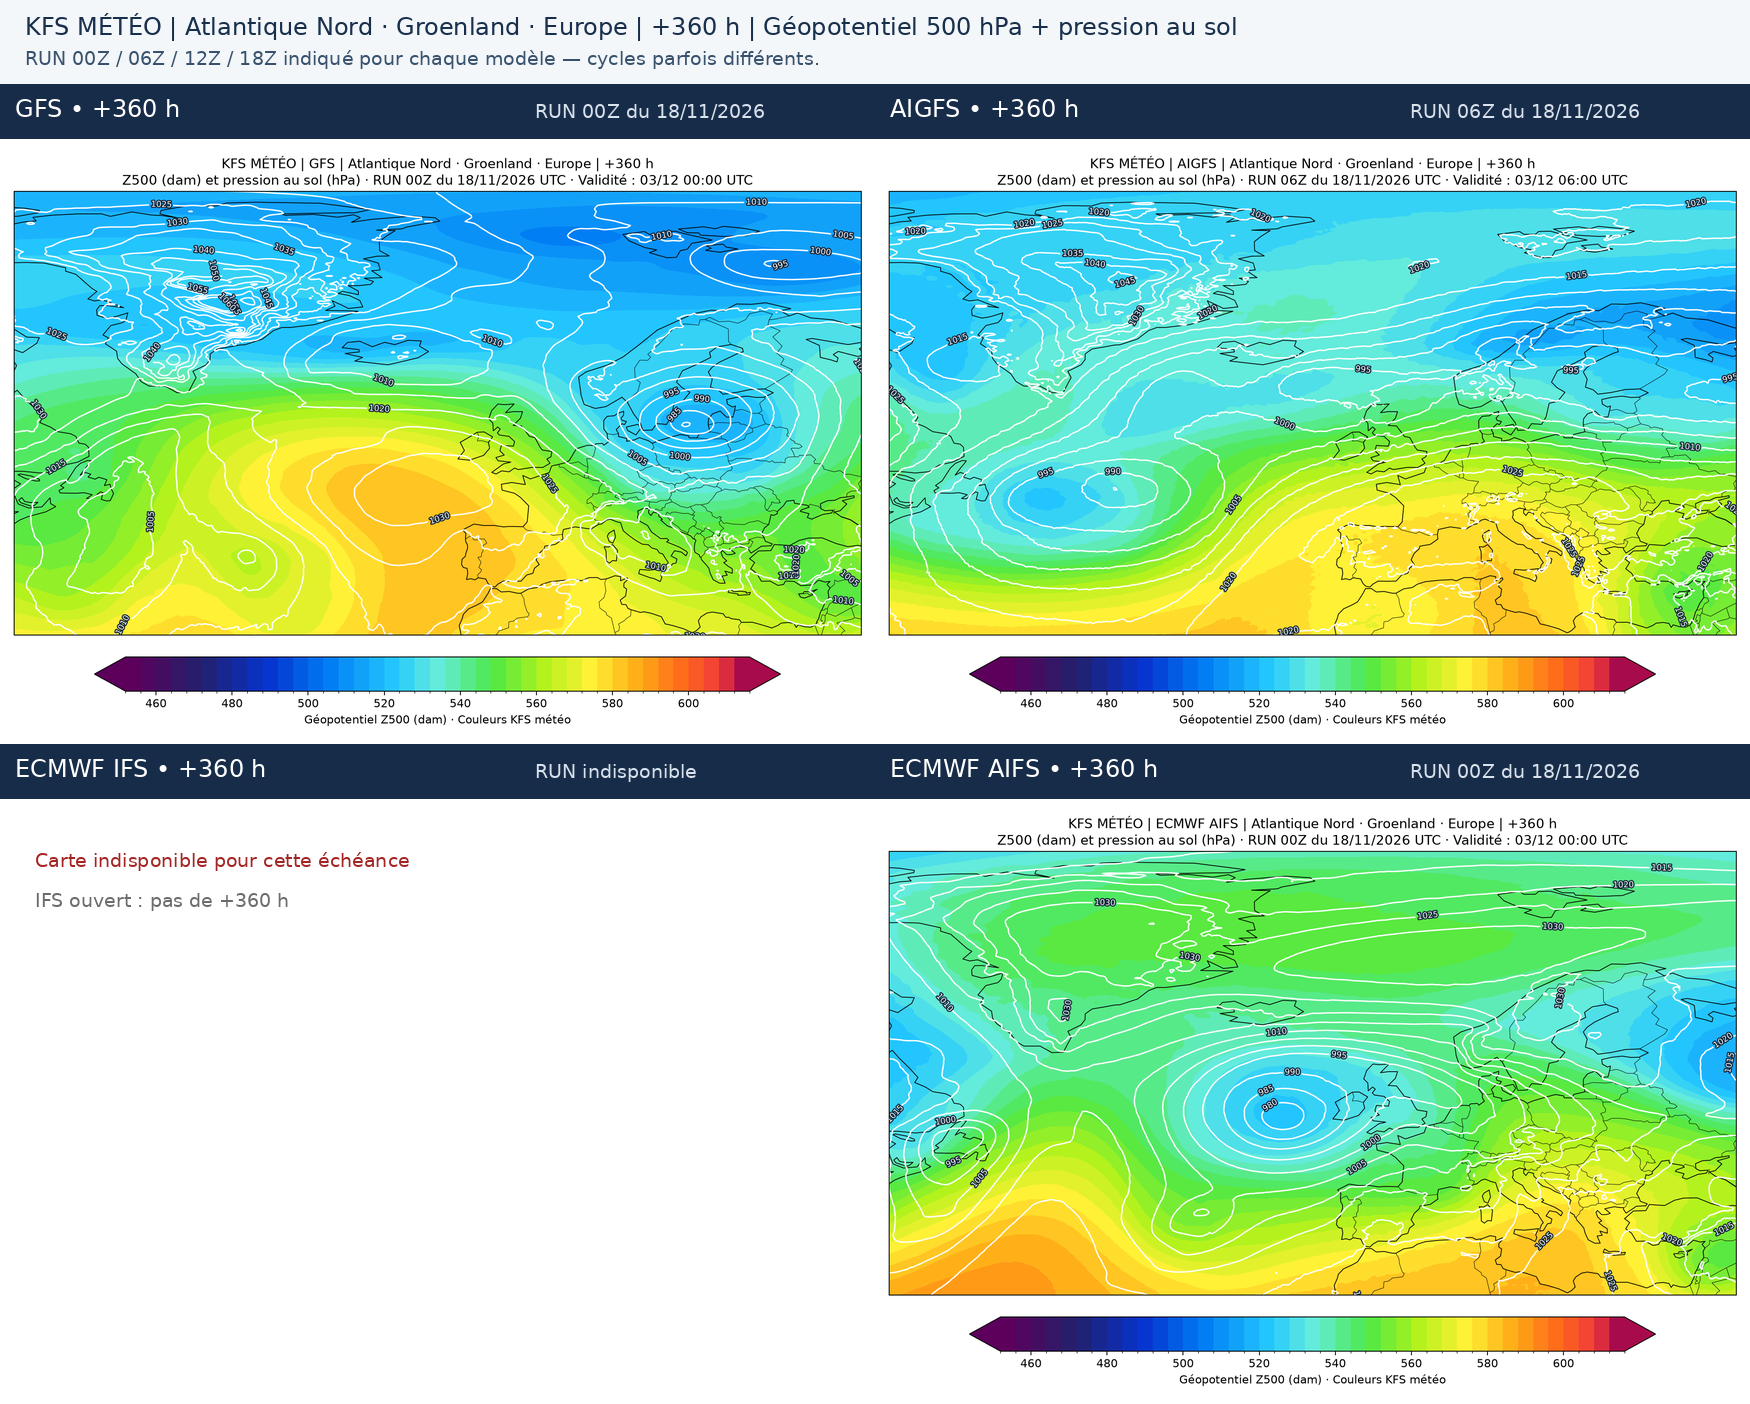 KFS MÉTÉO | Atlantique Nord · Groenland · Europe | +360 h | Géopotentiel 500 hPa + pression au sol
RUN 00Z / 06Z / 12Z / 18Z indiqué pour chaque modèle — cycles parfois différents.
GFS • +360 h
RUN 00Z du 18/11/2026
KFS MÉTÉO | GFS | Atlantique Nord · Groenland · Europe | +360 h
Z500 (dam) et pression au sol (hPa) · RUN 00Z du 18/11/2026 UTC · Validité : 03/12 00:00 UTC
460 480 500 520 540 560 580 600
Géopotentiel Z500 (dam) · Couleurs KFS météo
AIGFS • +360 h
RUN 06Z du 18/11/2026
KFS MÉTÉO | AIGFS | Atlantique Nord · Groenland · Europe | +360 h
Z500 (dam) et pression au sol (hPa) · RUN 06Z du 18/11/2026 UTC · Validité : 03/12 06:00 UTC
460 480 500 520 540 560 580 600
Géopotentiel Z500 (dam) · Couleurs KFS météo
ECMWF IFS • +360 h
RUN indisponible
Carte indisponible pour cette échéance
IFS ouvert : pas de +360 h
ECMWF AIFS • +360 h
RUN 00Z du 18/11/2026
KFS MÉTÉO | ECMWF AIFS | Atlantique Nord · Groenland · Europe | +360 h
Z500 (dam) et pression au sol (hPa) · RUN 00Z du 18/11/2026 UTC · Validité : 03/12 00:00 UTC
460 480 500 520 540 560 580 600
Géopotentiel Z500 (dam) · Couleurs KFS météo